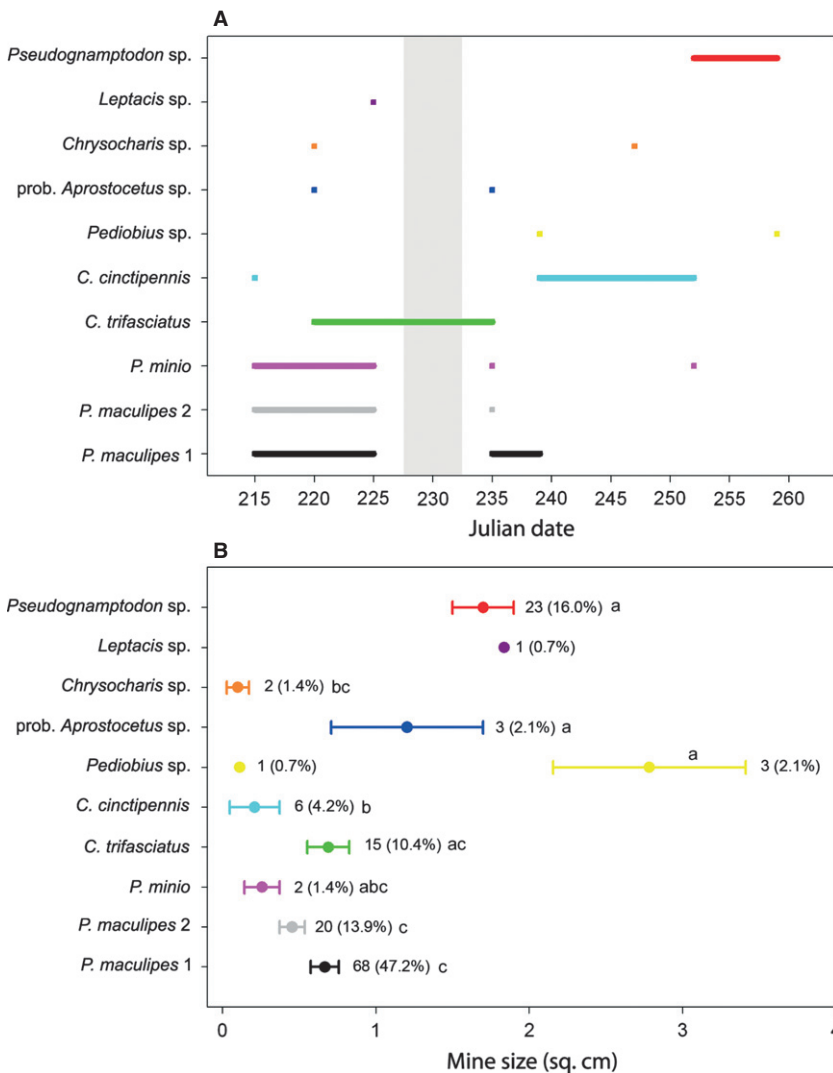 A
Pseudognamptodon sp.
Leptacis sp.
Chrysocharis sp.
prob. Aprostocetus sp.
Pediobius sp.
C. cinctipennis
C. trifasciatus
P. minio
P. maculipes 2
P. maculipes 1
215 220 225 230 235 240 245 250 255 260
Julian date
B
Pseudognamptodon sp. 23 (16.0%) a
Leptacis sp. 1 (0.7%)
Chrysocharis sp. 2 (1.4%) bc
prob. Aprostocetus sp. 3 (2.1%) a
Pediobius sp. 1 (0.7%) a 3 (2.1%)
C. cinctipennis 6 (4.2%) b
C. trifasciatus 15 (10.4%) ac
P. minio 2 (1.4%) abc
P. maculipes 2 20 (13.9%) c
P. maculipes 1 68 (47.2%) c
0 1 2 3 4
Mine size (sq. cm)